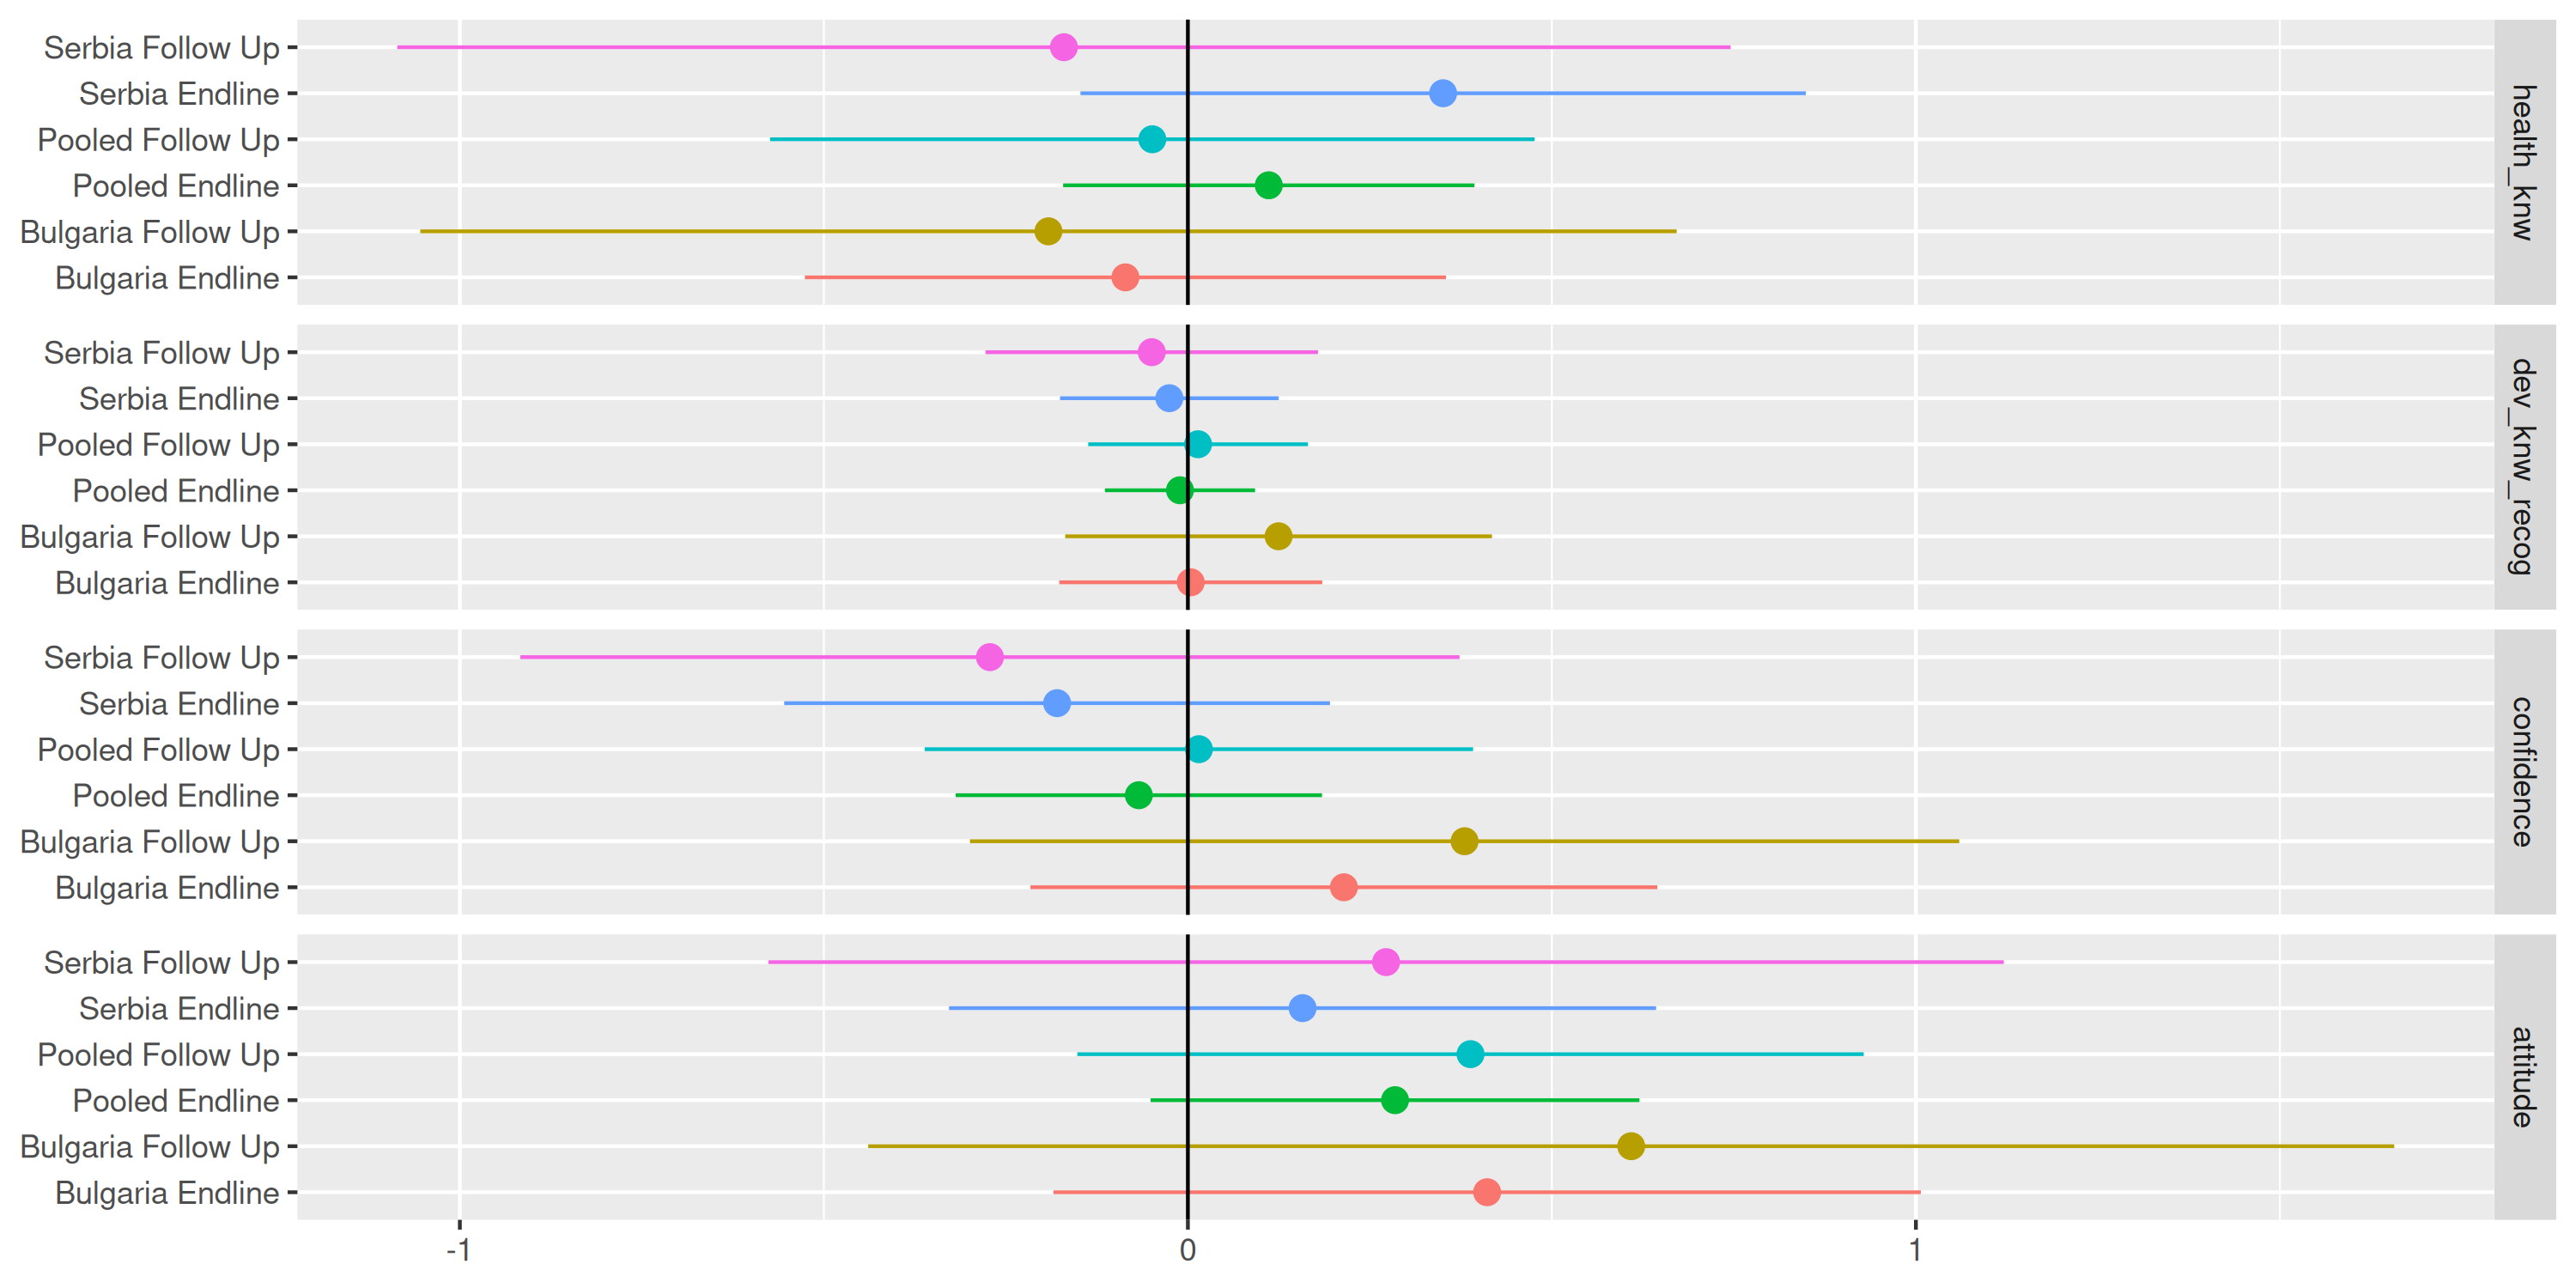 Serbia Follow Up
Serbia Endline
Pooled Follow Up
Pooled Endline
Bulgaria Follow Up
Bulgaria Endline
health_knw
Serbia Follow Up
Serbia Endline
Pooled Follow Up
Pooled Endline
Bulgaria Follow Up
Bulgaria Endline
dev_knw_recog
Serbia Follow Up
Serbia Endline
Pooled Follow Up
Pooled Endline
Bulgaria Follow Up
Bulgaria Endline
confidence
Serbia Follow Up
Serbia Endline
Pooled Follow Up
Pooled Endline
Bulgaria Follow Up
Bulgaria Endline
attitude
-1 0 1